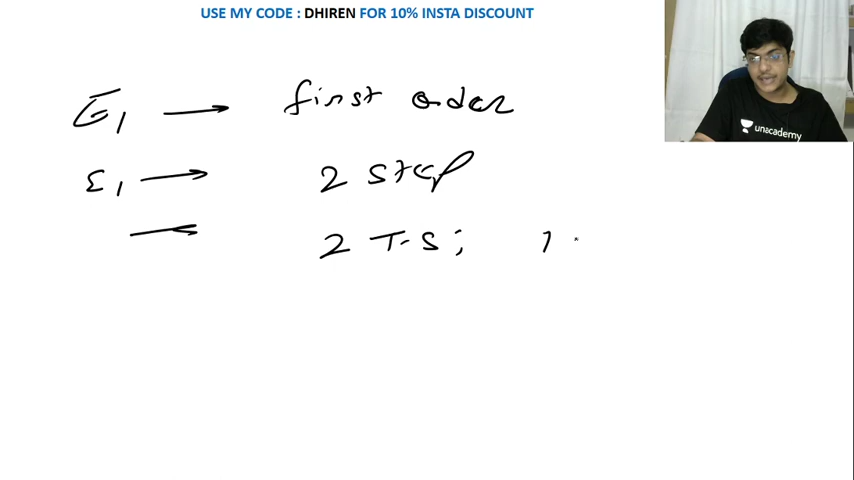 USE MY CODE : DHIREN FOR 10% INSTA DISCOUNT
unacademy
E1 → first order
E1 → 2 step
→ 2 T-S; 1